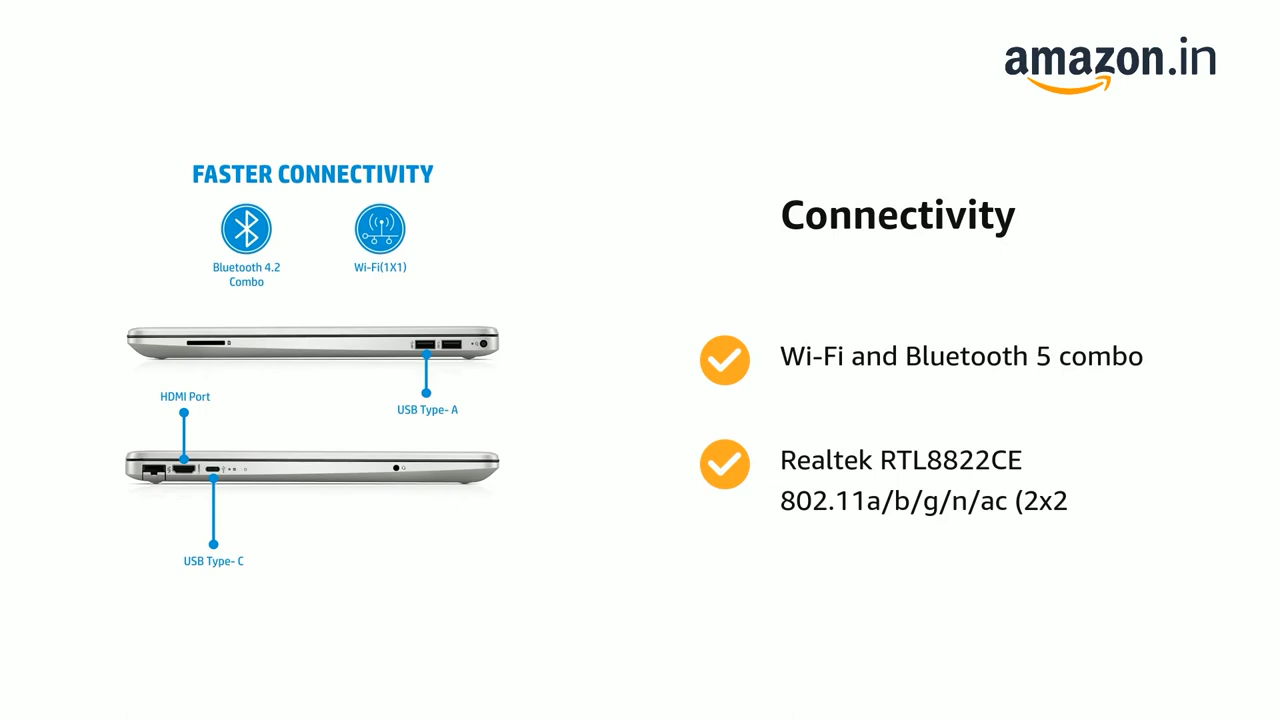 amazon.in
FASTER CONNECTIVITY
Bluetooth 4.2
Combo
Wi-Fi(1X1)
USB Type- A
HDMI Port
USB Type- C
Connectivity
Wi-Fi and Bluetooth 5 combo
Realtek RTL8822CE
802.11a/b/g/n/ac (2x2